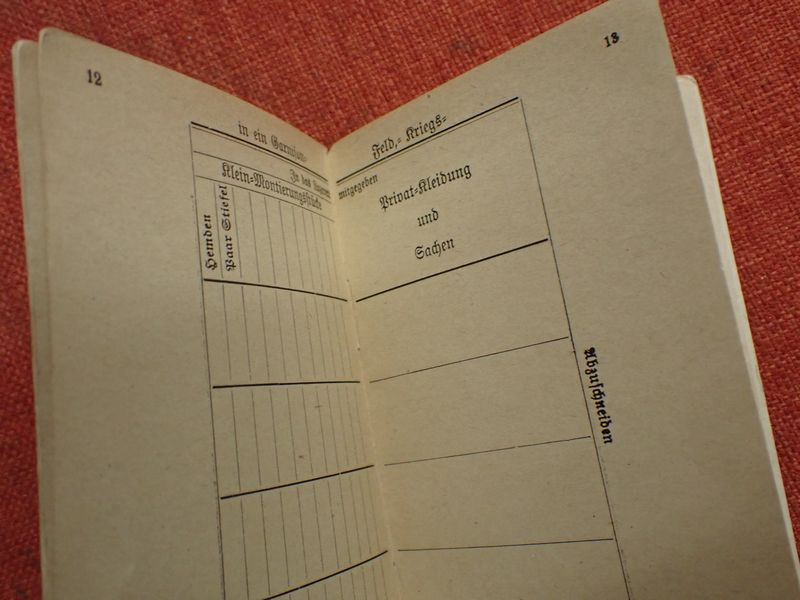 12
in ein Garnison-
In das
Klein-Montierungsstücke
Hemden
Paar Stiefel
13
Feld,- Kriegs-
mitgegeben
Privat-Kleidung
und
Sachen
Abzuschneiden